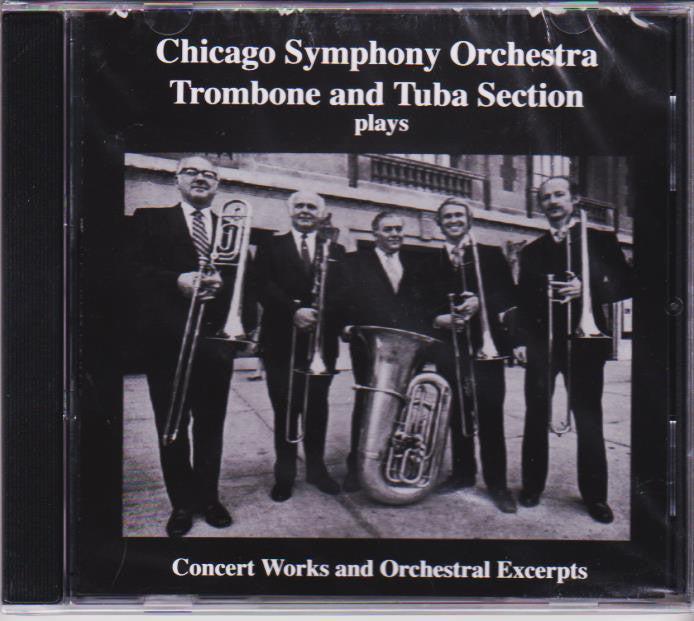 Chicago Symphony Orchestra
Trombone and Tuba Section
plays
Concert Works and Orchestral Excerpts